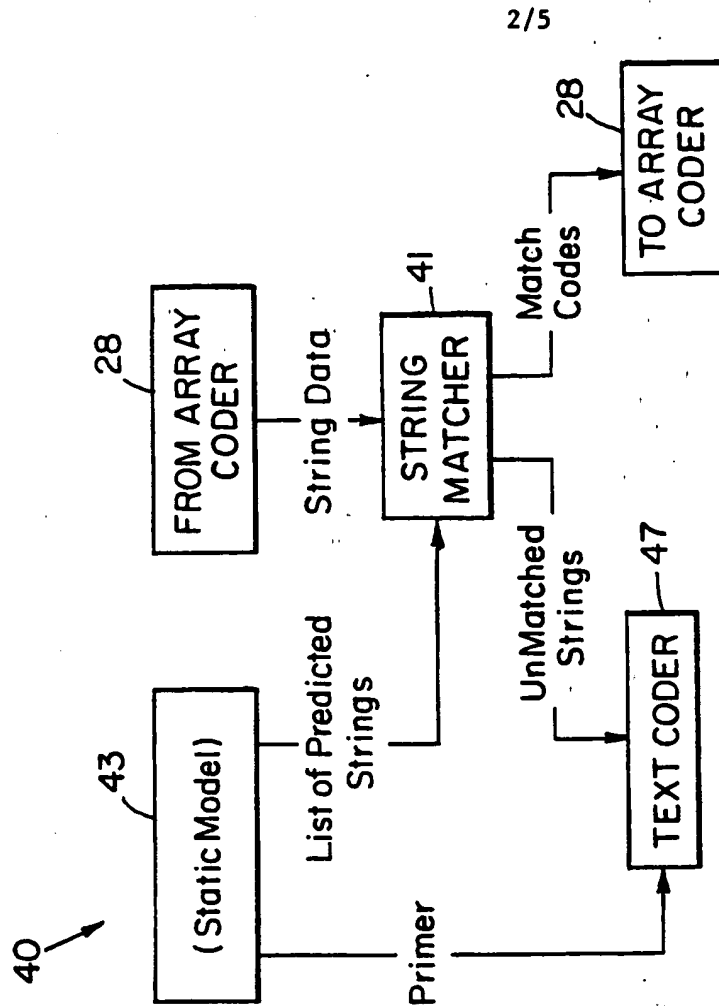 2/5
40
43
(Static Model)
28
FROM ARRAY
CODER
Primer
List of Predicted
Strings
String Data
41
STRING
MATCHER
UnMatched
Strings
Match
Codes
47
TEXT CODER
28
TO ARRAY
CODER